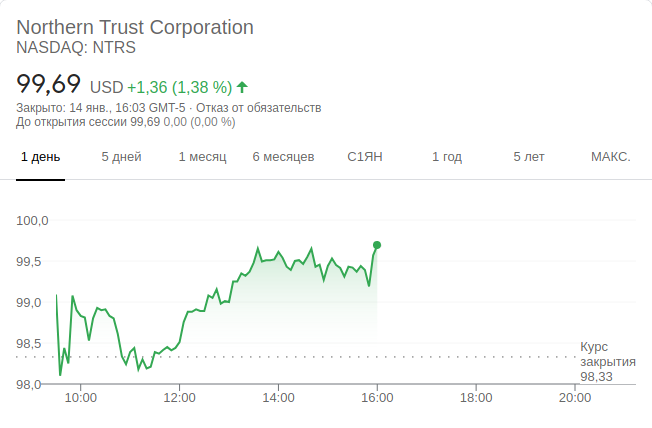 Northern Trust Corporation
NASDAQ: NTRS
99,69 USD +1,36 (1,38 %)
Закрыто: 14 янв., 16:03 GMT-5 · Отказ от обязательств
До открытия сессии 99,69 0,00 (0,00 %)
1 день 5 дней 1 месяц 6 месяцев С1ЯН 1 год 5 лет МАКС.
100,0
99,5
99,0
98,5
98,0
Курс
закрытия
98,33
10:00 12:00 14:00 16:00 18:00 20:00